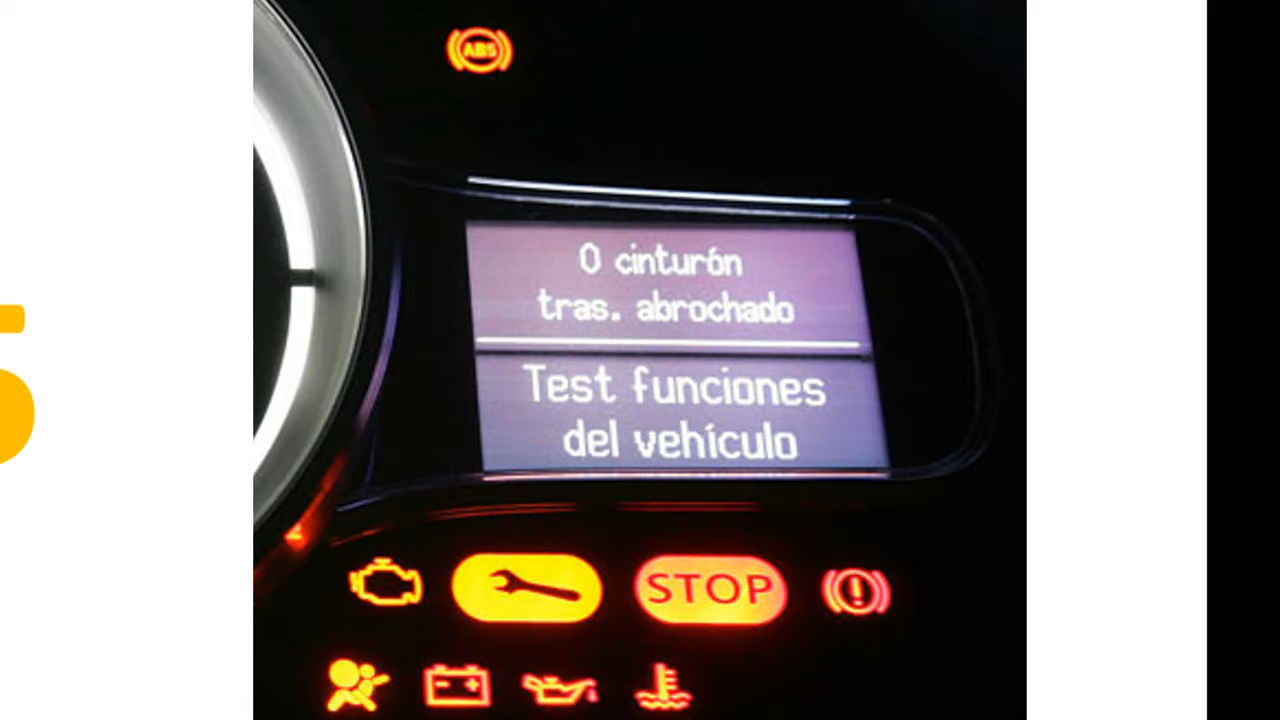 ABS
0 cinturón
tras. abrochado
Test funciones
del vehículo
STOP